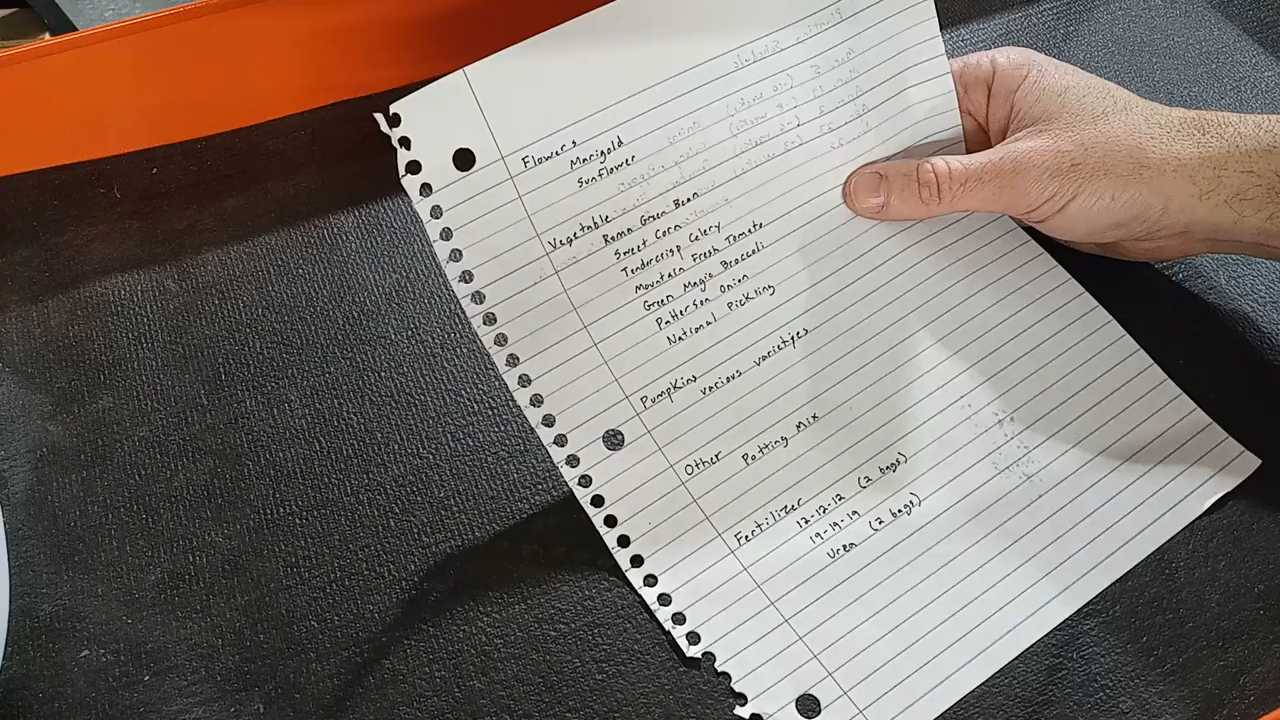 Flowers
Marigold
Sunflower
Vegetable
Roma Green Bean
Sweet Corn
Tendercrisp Celery
Mountain Fresh Tomato
Green Magic Broccoli
Patterson Onion
National Pickling
Pumpkins
various varietyes
Other
Potting Mix
Fertilizer
12-12-12 (2 bags)
19-19-19
Urea (2 bags)